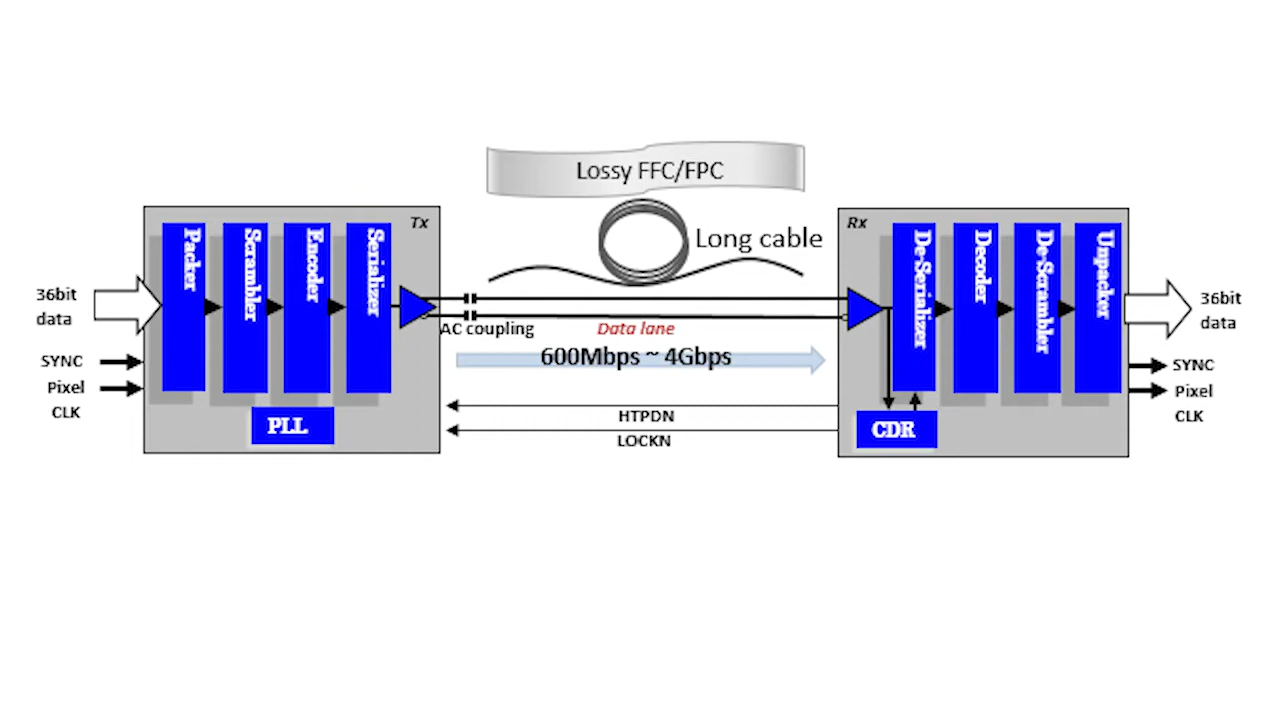 Lossy FFC/FPC
Long cable
Tx
Packer
Scrambler
Encoder
Serializer
PLL
36bit
data
SYNC
Pixel
CLK
AC coupling
Data lane
600Mbps ~ 4Gbps
HTPDN
LOCKN
Rx
De-Serializer
Decoder
De-Scrambler
Unpacker
CDR
36bit
data
SYNC
Pixel
CLK